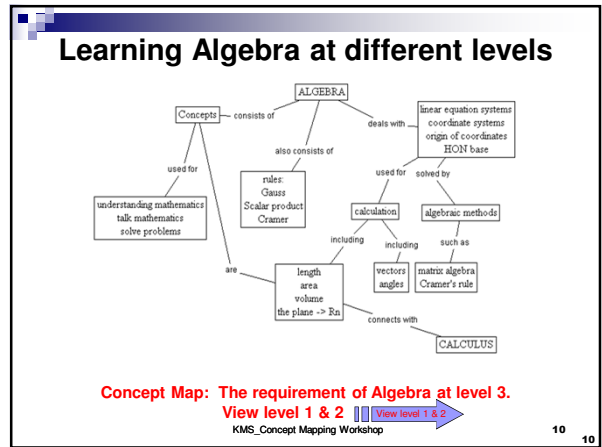 Learning Algebra at different levels
ALGEBRA
Concepts
consists of
deals with
linear equation systems
coordinate systems
origin of coordinates
HON base
also consists of
used for
rules:
Gauss
Scalar product
Cramer
used for
solved by
understanding mathematics
talk mathematics
solve problems
calculation
algebraic methods
including
including
such as
are
length
area
volume
the plane -> Rn
vectors
angles
matrix algebra
Cramer's rule
connects with
CALCULUS
Concept Map: The requirement of Algebra at level 3.
View level 1 & 2
View level 1 & 2
KMS_Concept Mapping Workshop
10
10